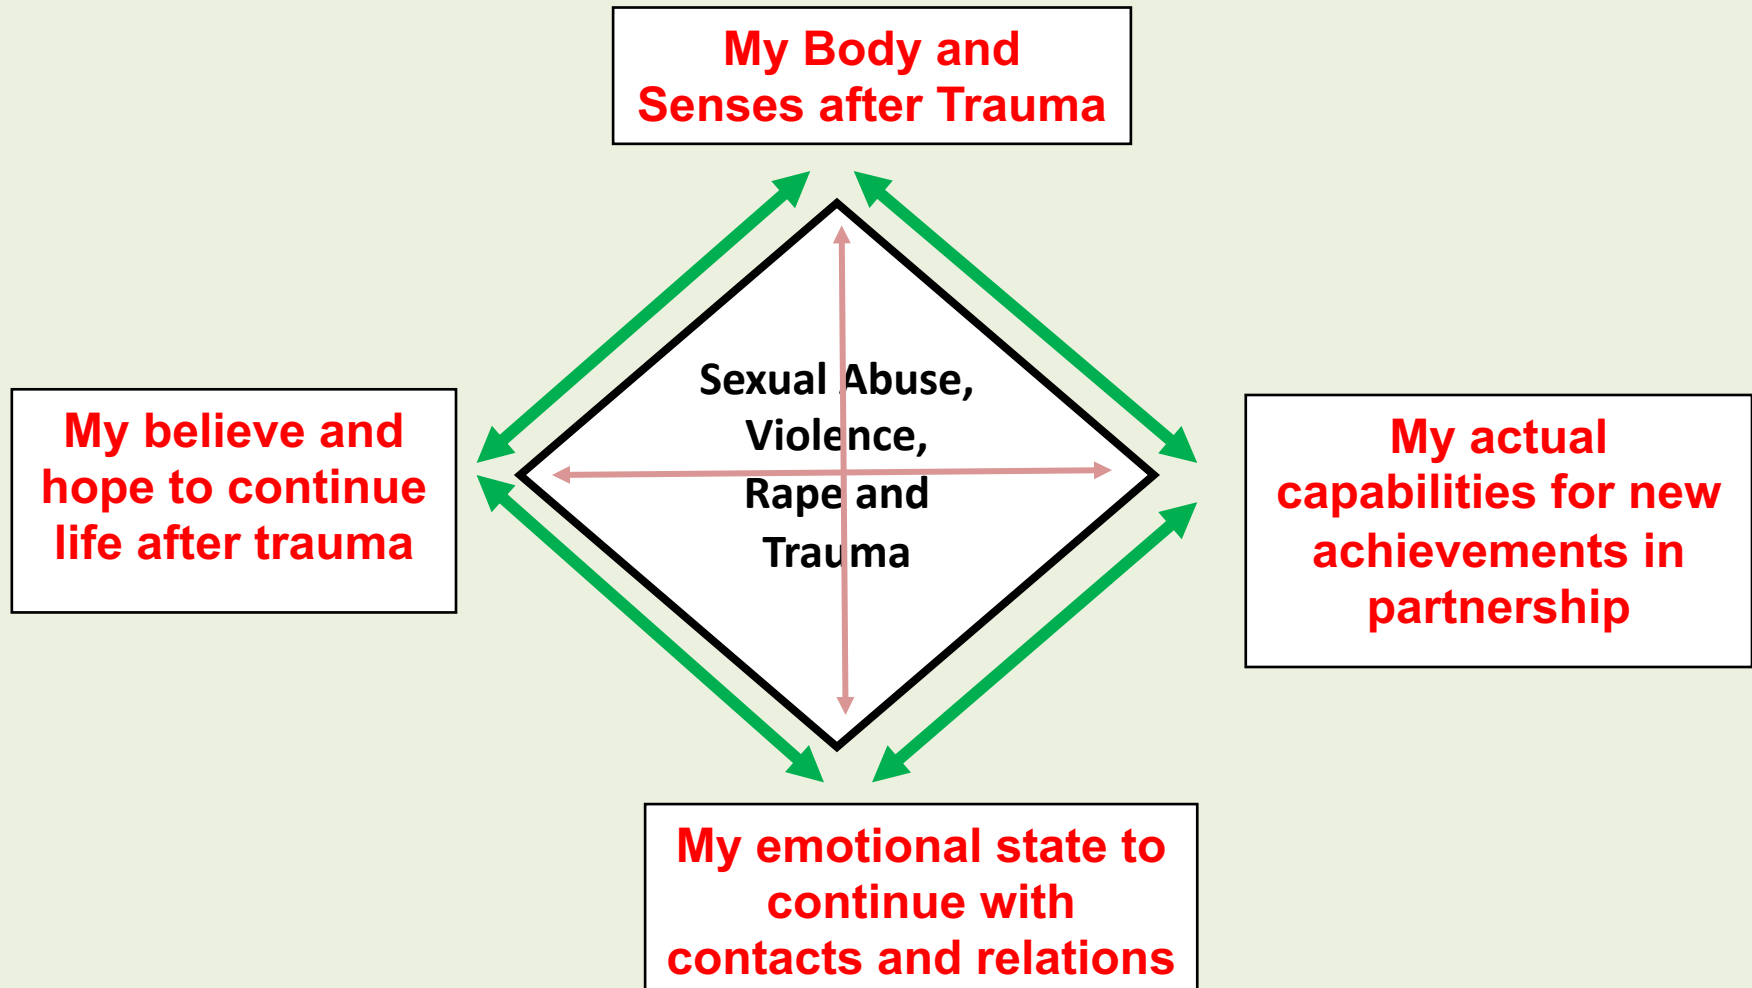 My Body and
Senses after Trauma
Sexual Abuse,
Violence,
Rape and
Trauma
My believe and
hope to continue
life after trauma
My actual
capabilities for new
achievements in
partnership
My emotional state to
continue with
contacts and relations